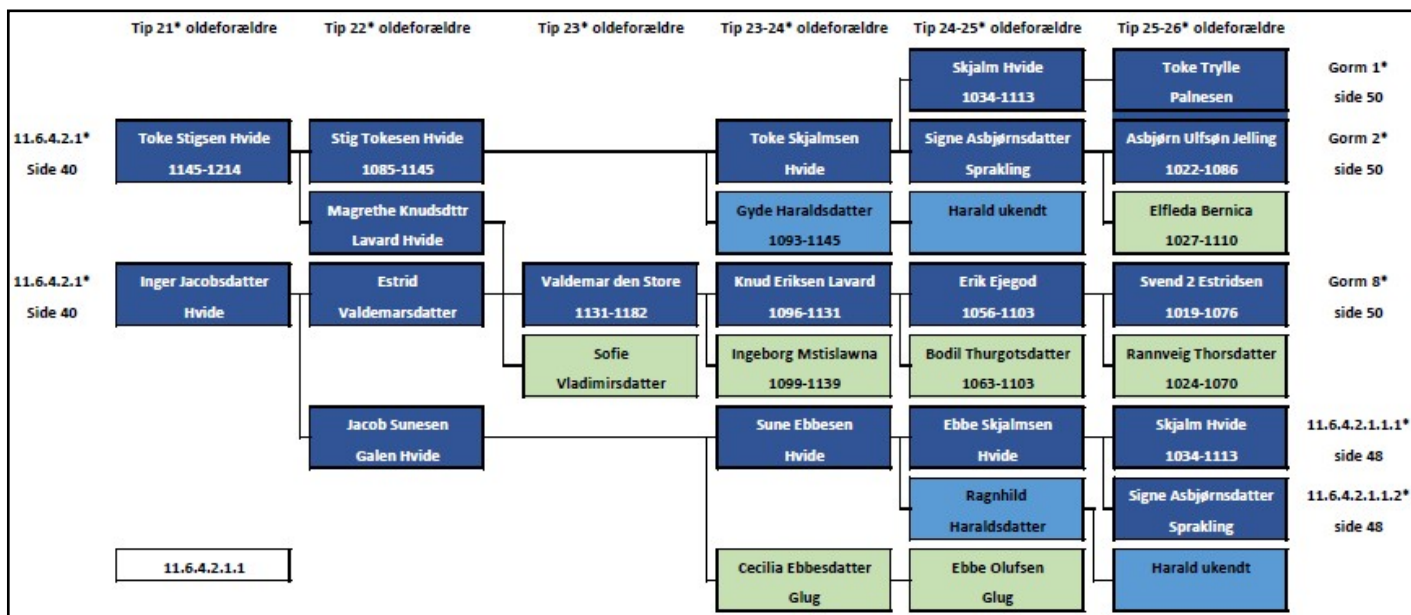 Tip 21* oldeforældre Tip 22* oldeforældre Tip 23* oldeforældre Tip 23-24* oldeforældre Tip 24-25* oldeforældre Tip 25-26* oldeforældre
Skjalm Hvide Toke Trylle Gorm 1*
1034-1113 Palnesen side 50
11.6.4.2.1* Toke Stigsen Hvide Stig Tokesen Hvide Toke Skjalmsen Signe Asbjørnsdatter Asbjørn Ulfsøn Jelling Gorm 2*
Side 40 1145-1214 1085-1145 Hvide Sprakling 1022-1086 side 50
Magrethe Knudsdttr Gyde Haraldsdatter Harald ukendt Elfleda Bernica
Lavard Hvide 1093-1145 1027-1110
11.6.4.2.1* Inger Jacobsdatter Estrid Valdemar den Store Knud Eriksen Lavard Erik Ejegod Svend 2 Estridsen Gorm 8*
Side 40 Hvide Valdemarsdatter 1131-1182 1096-1131 1056-1103 1019-1076 side 50
Sofie Ingeborg Mstislawna Bodil Thurgotsdatter Rannveig Thorsdatter
Vladimirsdatter 1099-1139 1063-1103 1024-1070
Jacob Sunesen Sune Ebbesen Ebbe Skjalmsen Skjalm Hvide 11.6.4.2.1.1.1*
Galen Hvide Hvide Hvide 1034-1113 side 48
Ragnhild Signe Asbjørnsdatter 11.6.4.2.1.1.2*
Haraldsdatter Sprakling side 48
11.6.4.2.1.1 Cecilia Ebbesdatter Ebbe Olufsen Harald ukendt
Glug Glug